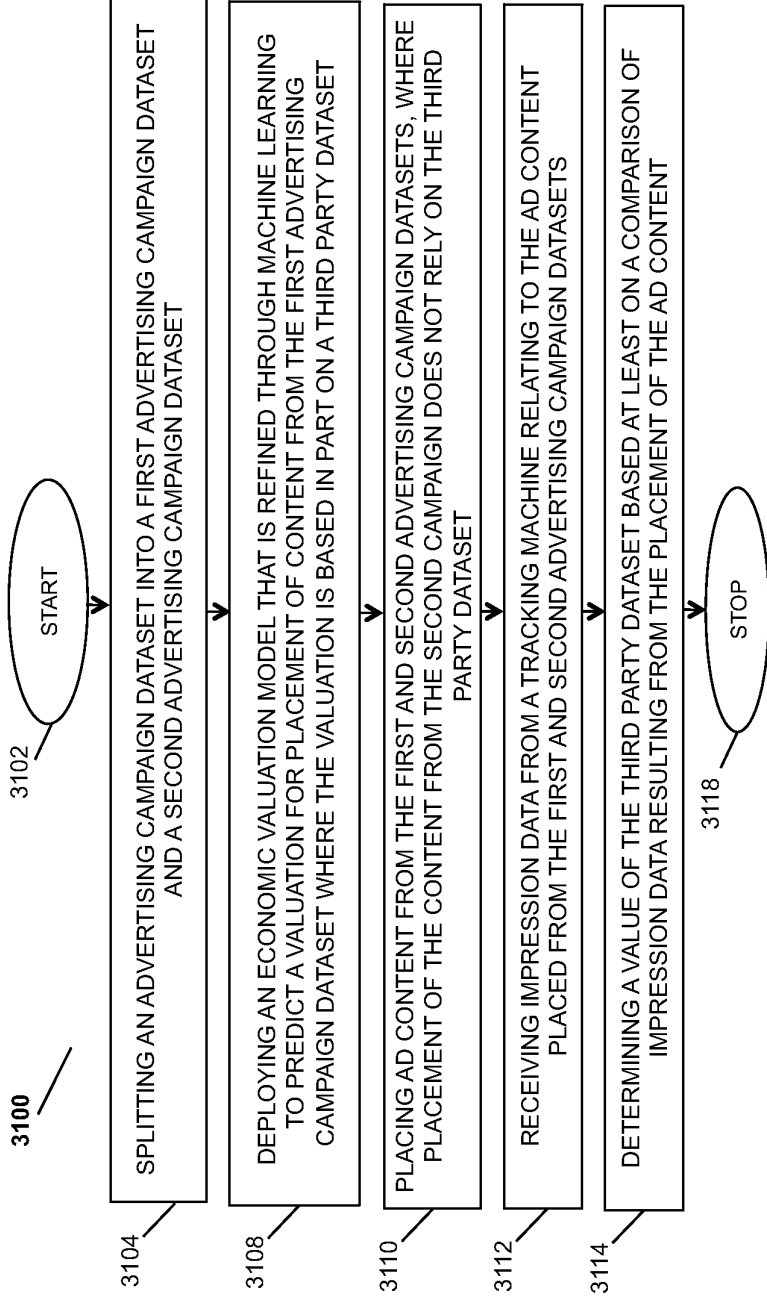 3100
3102
START
3104
SPLITTING AN ADVERTISING CAMPAIGN DATASET INTO A FIRST ADVERTISING CAMPAIGN DATASET
AND A SECOND ADVERTISING CAMPAIGN DATASET
3108
DEPLOYING AN ECONOMIC VALUATION MODEL THAT IS REFINED THROUGH MACHINE LEARNING
TO PREDICT A VALUATION FOR PLACEMENT OF CONTENT FROM THE FIRST ADVERTISING
CAMPAIGN DATASET WHERE THE VALUATION IS BASED IN PART ON A THIRD PARTY DATASET
3110
PLACING AD CONTENT FROM THE FIRST AND SECOND ADVERTISING CAMPAIGN DATASETS, WHERE
PLACEMENT OF THE CONTENT FROM THE SECOND CAMPAIGN DOES NOT RELY ON THE THIRD
PARTY DATASET
3112
RECEIVING IMPRESSION DATA FROM A TRACKING MACHINE RELATING TO THE AD CONTENT
PLACED FROM THE FIRST AND SECOND ADVERTISING CAMPAIGN DATASETS
3114
DETERMINING A VALUE OF THE THIRD PARTY DATASET BASED AT LEAST ON A COMPARISON OF
IMPRESSION DATA RESULTING FROM THE PLACEMENT OF THE AD CONTENT
3118
STOP